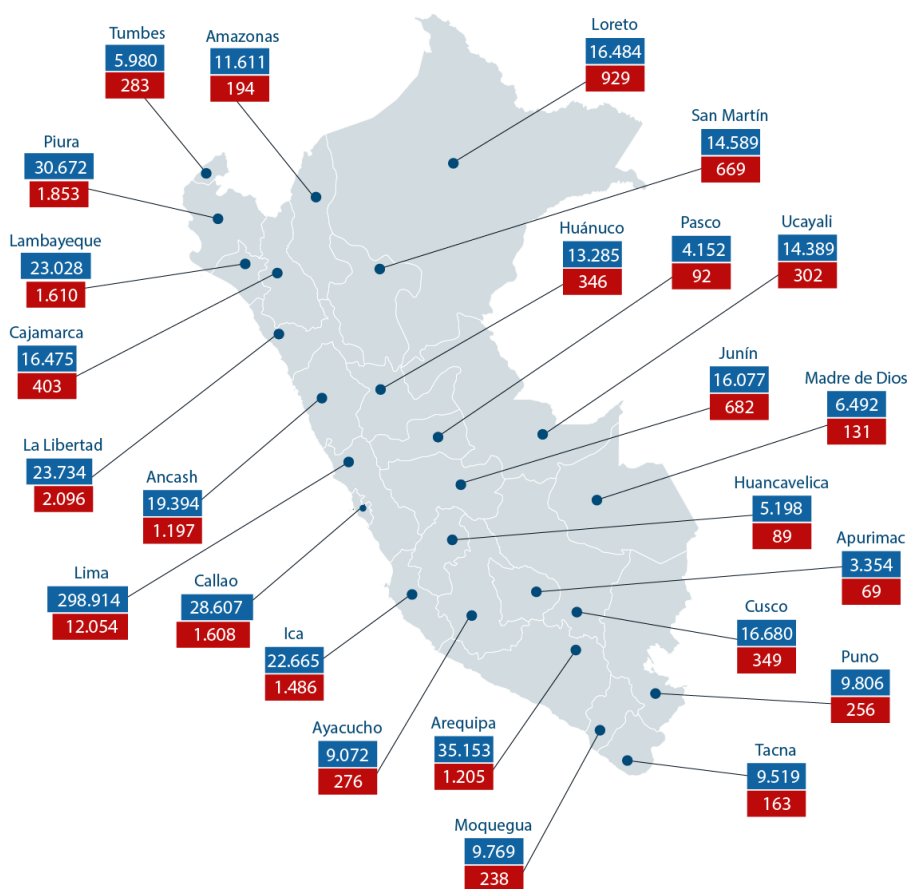 Tumbes
5.980
283
Amazonas
11.611
194
Loreto
16.484
929
San Martín
14.589
669
Piura
30.672
1.853
Lambayeque
23.028
1.610
Huánuco
13.285
346
Pasco
4.152
92
Ucayali
14.389
302
Cajamarca
16.475
403
Junín
16.077
682
Madre de Dios
6.492
131
La Libertad
23.734
2.096
Ancash
19.394
1.197
Huancavelica
5.198
89
Apurimac
3.354
69
Lima
298.914
12.054
Callao
28.607
1.608
Cusco
16.680
349
Ica
22.665
1.486
Puno
9.806
256
Ayacucho
9.072
276
Arequipa
35.153
1.205
Tacna
9.519
163
Moquegua
9.769
238